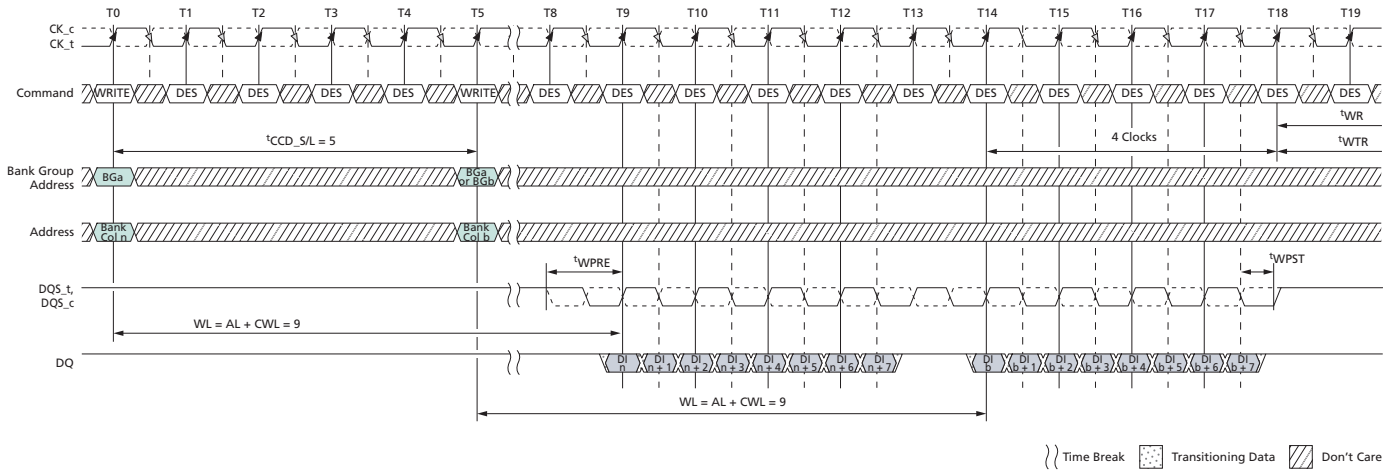 T0 T1 T2 T3 T4 T5 T8 T9 T10 T11 T12 T13 T14 T15 T16 T17 T18 T19
CK_c
CK_t
Command WRITE DES DES DES DES WRITE DES DES DES DES DES DES DES DES DES DES DES DES
tWR
tCCD_S/L = 5 4 Clocks tWTR
Bank Group
Address BGa BGa
or BGb
Address Bank
Col n Bank
Col b
tWPRE tWPST
DQS_t,
DQS_c
WL = AL + CWL = 9
DQ DI
n DI
n + 1 DI
n + 2 DI
n + 3 DI
n + 4 DI
n + 5 DI
n + 6 DI
n + 7 DI
b DI
b + 1 DI
b + 2 DI
b + 3 DI
b + 4 DI
b + 5 DI
b + 6 DI
b + 7
WL = AL + CWL = 9
Time Break Transitioning Data Don't Care